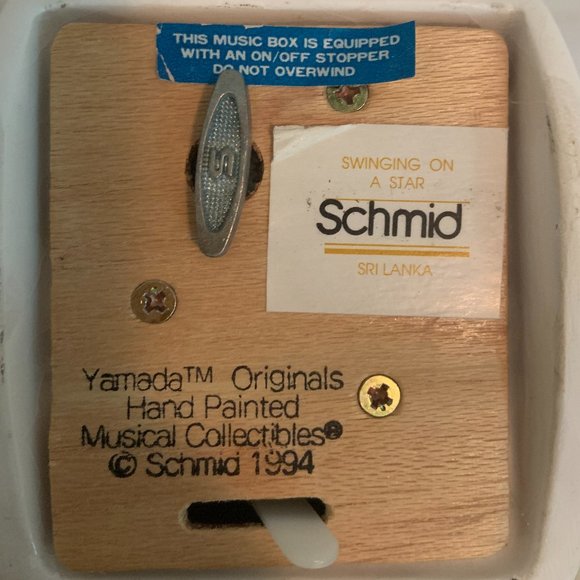 THIS MUSIC BOX IS EQUIPPED
WITH AN ON/OFF STOPPER
DO NOT OVERWIND
S
SWINGING ON
A STAR
Schmid
SRI LANKA
Yamada™ Originals
Hand Painted
Musical Collectibles®
© Schmid 1994